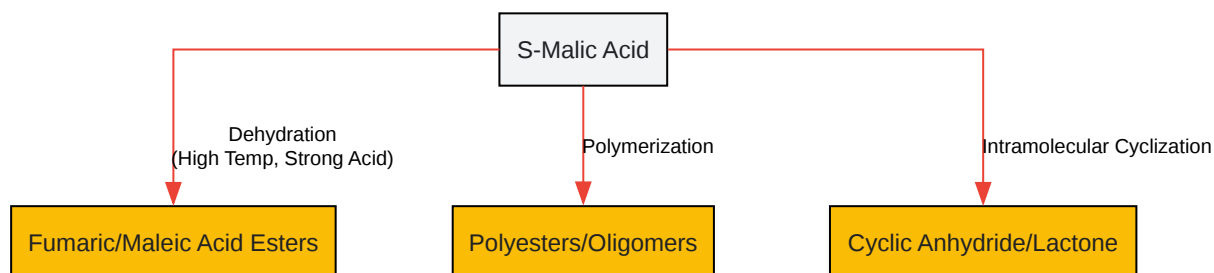 S-Malic Acid
Dehydration
(High Temp, Strong Acid)
Polymerization
Intramolecular Cyclization
Fumaric/Maleic Acid Esters
Polyesters/Oligomers
Cyclic Anhydride/Lactone